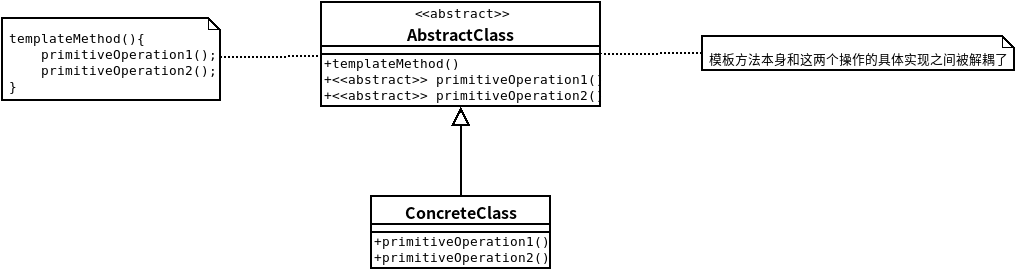 templateMethod(){
    primitiveOperation1();
    primitiveOperation2();
}
<<abstract>>
AbstractClass
+templateMethod()
+<<abstract>> primitiveOperation1()
+<<abstract>> primitiveOperation2()
模板方法本身和这两个操作的具体实现之间被解耦了
ConcreteClass
+primitiveOperation1()
+primitiveOperation2()